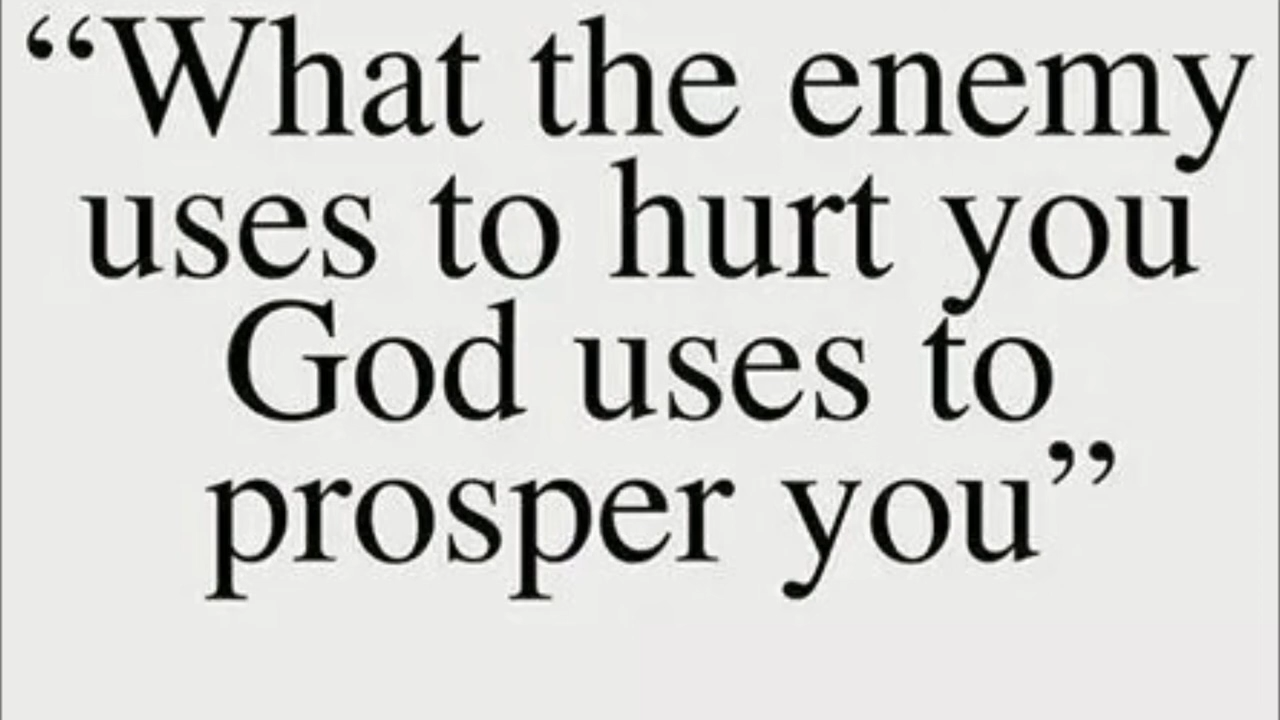 “What the enemy
uses to hurt you
God uses to
prosper you”